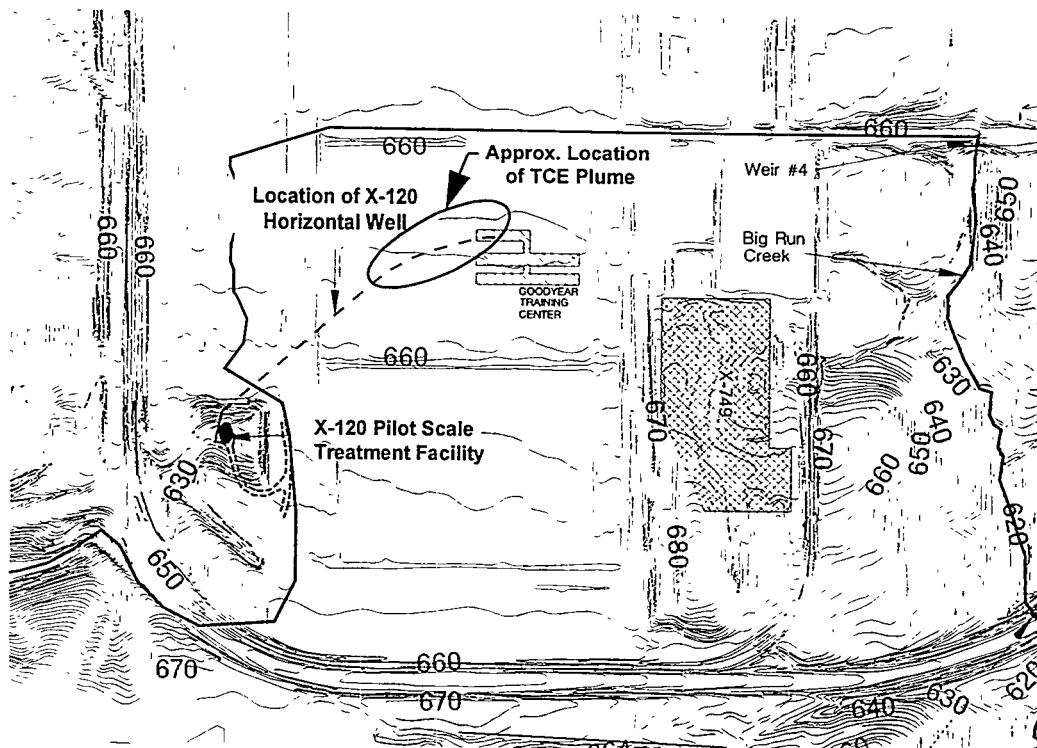 660
660
Approx. Location
of TCE Plume
Weir #4
Location of X-120
Horizontal Well
650
660
660
640
Big Run
Creek
GOODYEAR
TRAINING
CENTER
660
660
630
X-749
670
640
X-120 Pilot Scale
Treatment Facility
670
650
630
660
620
680
650
660
670
670
620
630
640